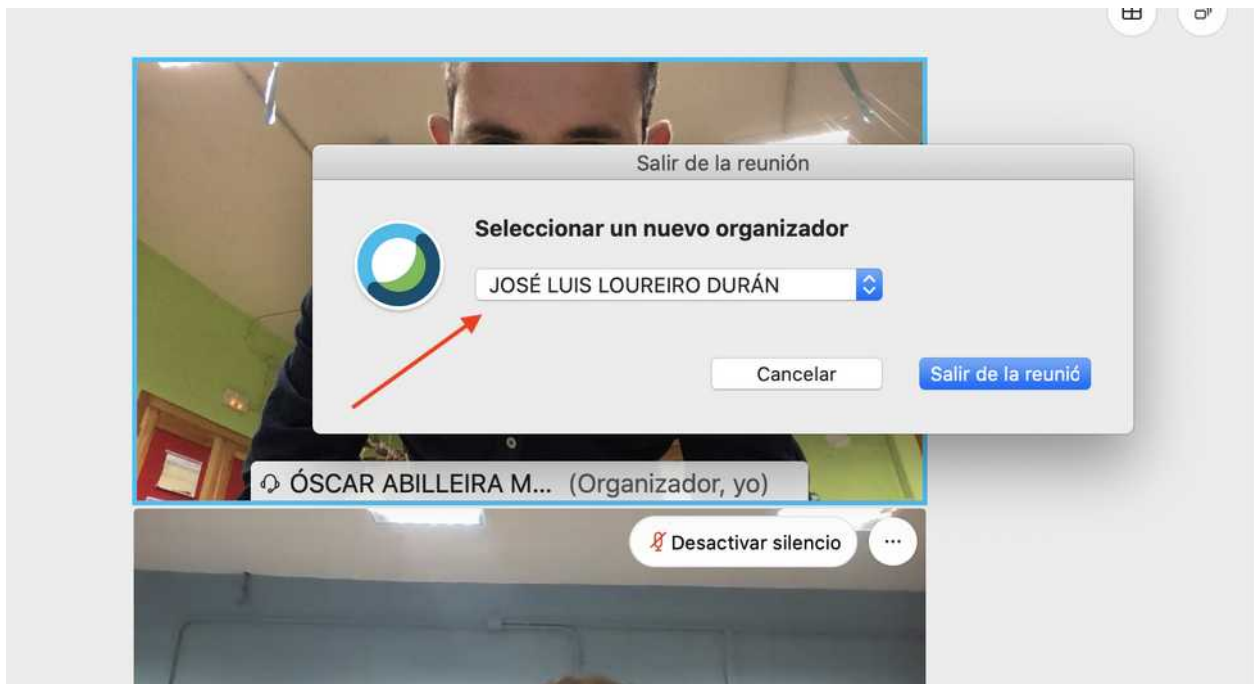 Salir de la reunión
Seleccionar un nuevo organizador
JOSÉ LUIS LOUREIRO DURÁN
Cancelar
Salir de la reunió
ÓSCAR ABILLEIRA M... (Organizador, yo)
Desactivar silencio